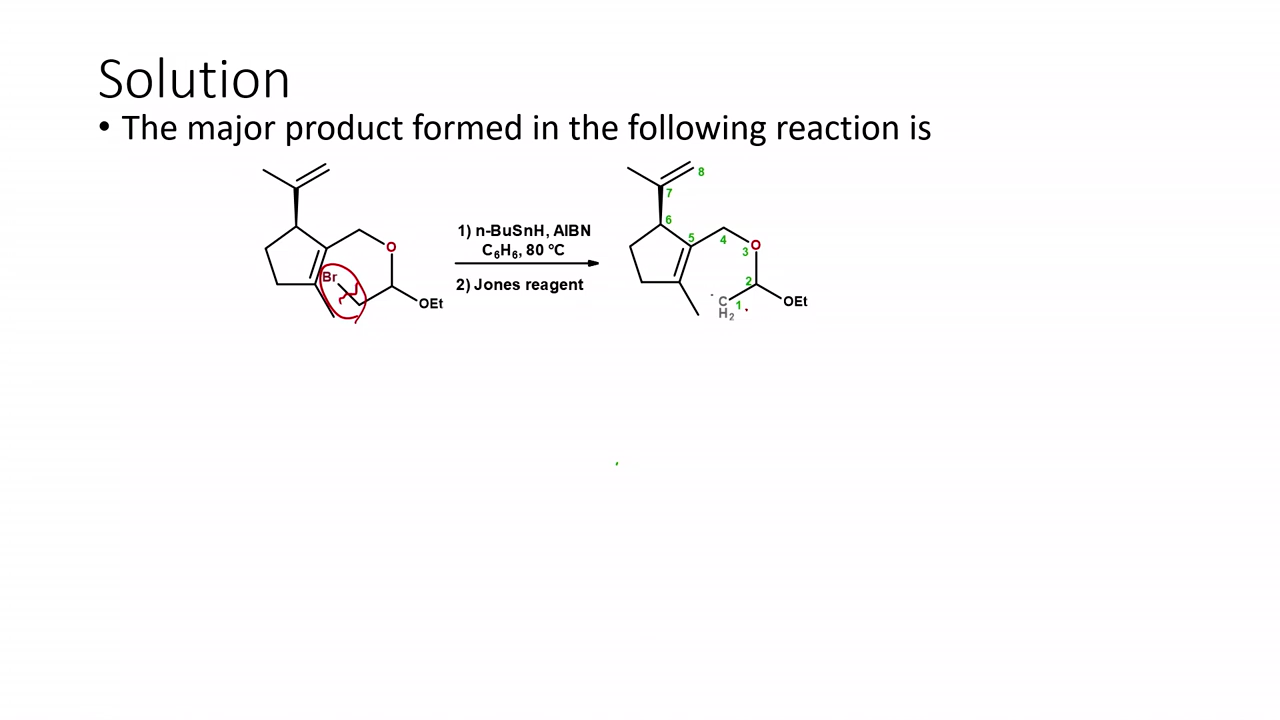 Solution
• The major product formed in the following reaction is
Br
O
OEt
1) n-BuSnH, AIBN
C₆H₆, 80 °C
2) Jones reagent
8
7
6
5
4
O
3
2
C
H₂
1
OEt